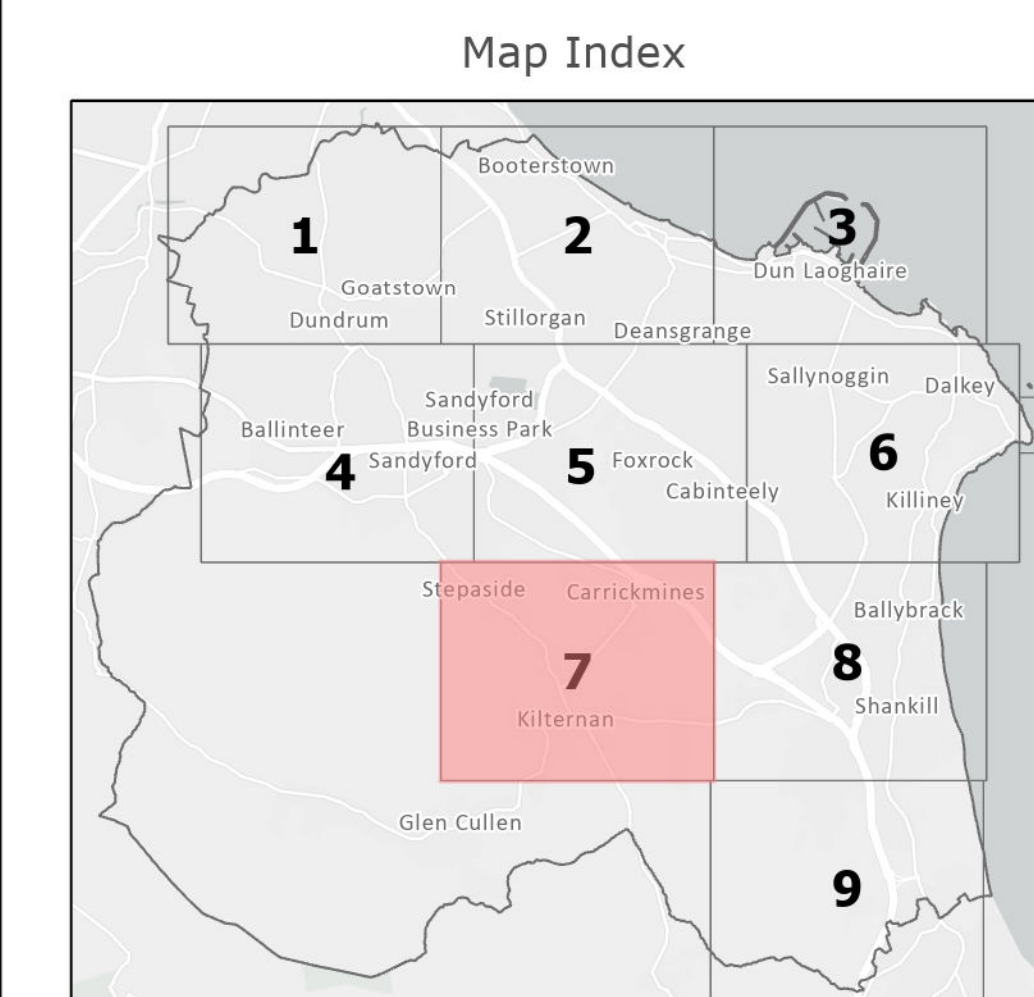 Map Index
Booterstown
1
2
3
Dun Laoghaire
Goatstown
Dundrum
Stillorgan
Deansgrange
Sallynoggin
Dalkey
Sandyford
Business Park
Ballinteer
Sandyford
4
5
Foxrock
6
Cabinteely
Killiney
Stepaside
Carrickmines
Ballybrack
7
8
Shankill
Kilternan
Glen Cullen
9